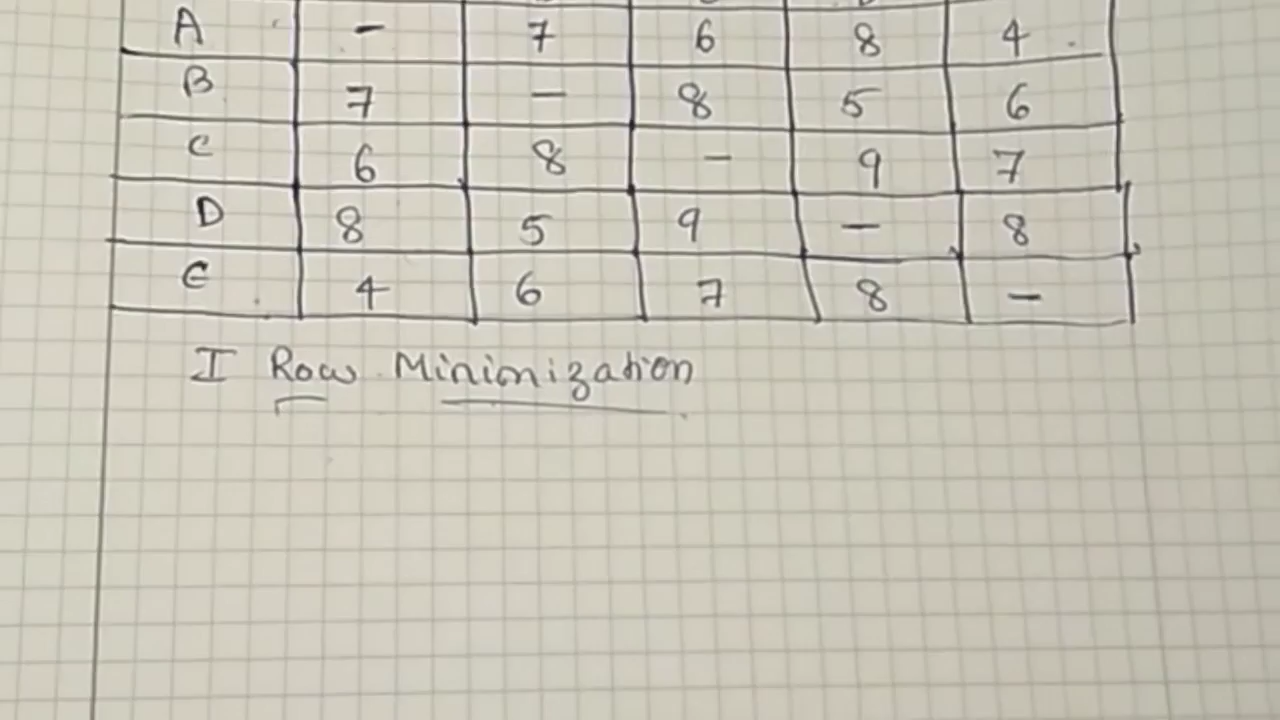 A - 7 6 8 4
B 7 - 8 5 6
C 6 8 - 9 7
D 8 5 9 - 8
E 4 6 7 8 -
I Row Minimization